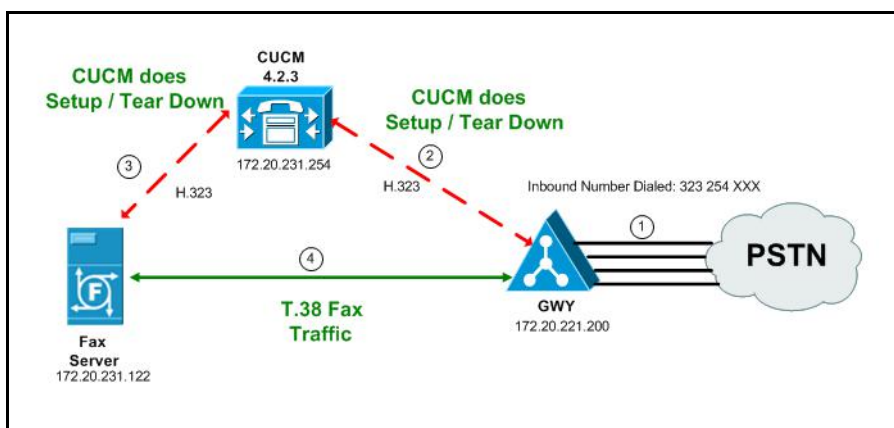 CUCM
4.2.3
CUCM does
Setup / Tear Down
CUCM does
Setup / Tear Down
172.20.231.254
3
H.323
2
H.323
Inbound Number Dialed: 323 254 XXX
1
PSTN
F
4
T.38 Fax
Traffic
GWY
172.20.221.200
Fax
Server
172.20.231.122